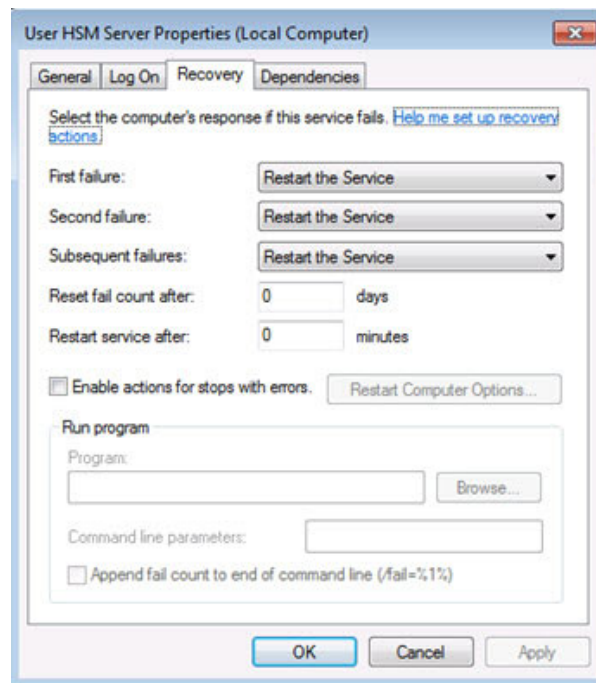 User HSM Server Properties (Local Computer)
General Log On Recovery Dependencies
Select the computer's response if this service fails. Help me set up recovery
actions.
First failure: Restart the Service
Second failure: Restart the Service
Subsequent failures: Restart the Service
Reset fail count after: 0 days
Restart service after: 0 minutes
Enable actions for stops with errors. Restart Computer Options...
Run program
Program:
Browse...
Command line parameters:
Append fail count to end of command line (/fail=%1%)
OK Cancel Apply